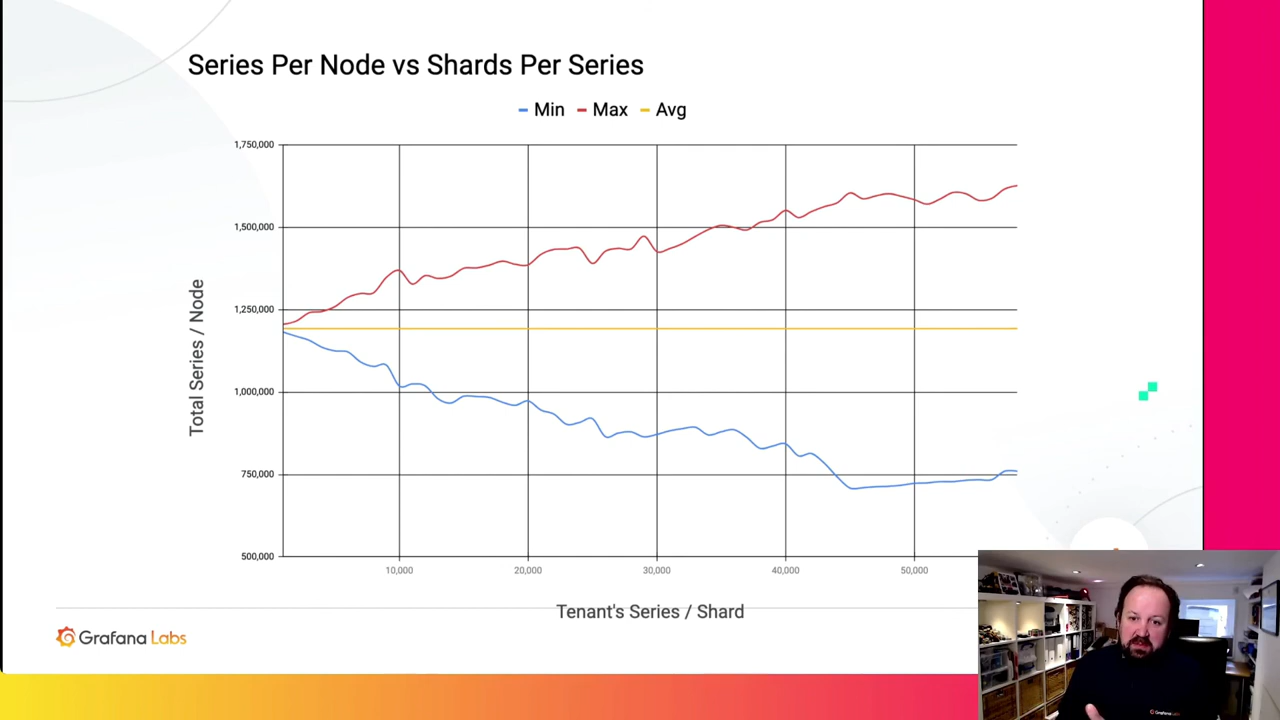 Series Per Node vs Shards Per Series
Min Max Avg
1,750,000
1,500,000
1,250,000
1,000,000
750,000
500,000
Total Series / Node
10,000 20,000 30,000 40,000 50,000
Tenant's Series / Shard
Grafana Labs
Grafana Labs